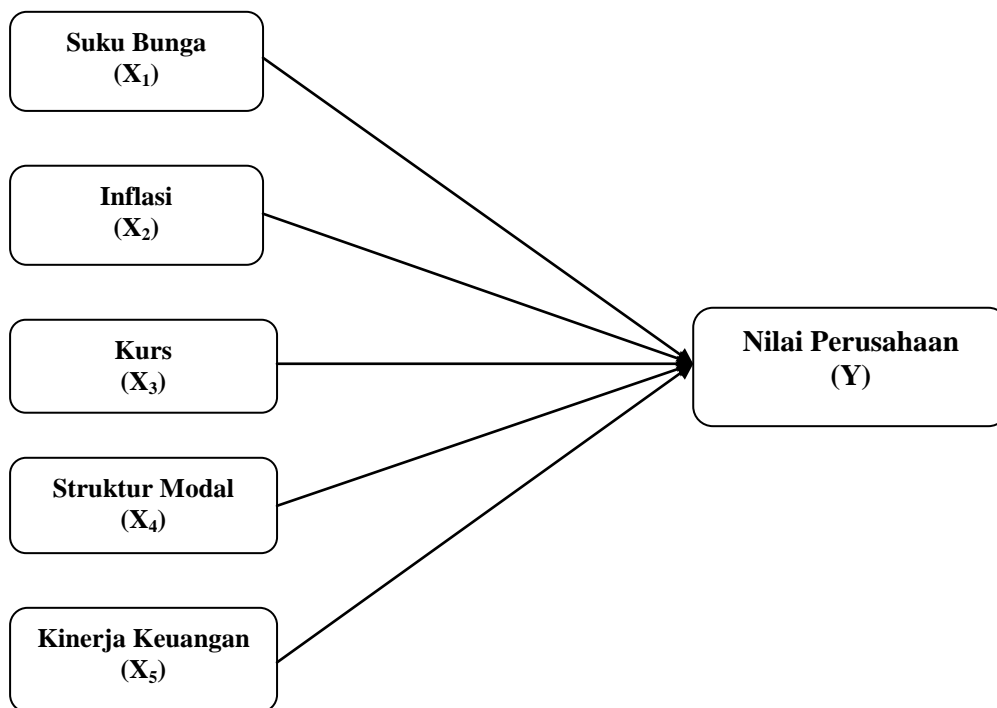 Suku Bunga
(X₁)
Inflasi
(X₂)
Kurs
(X₃)
Struktur Modal
(X₄)
Kinerja Keuangan
(X₅)
Nilai Perusahaan
(Y)